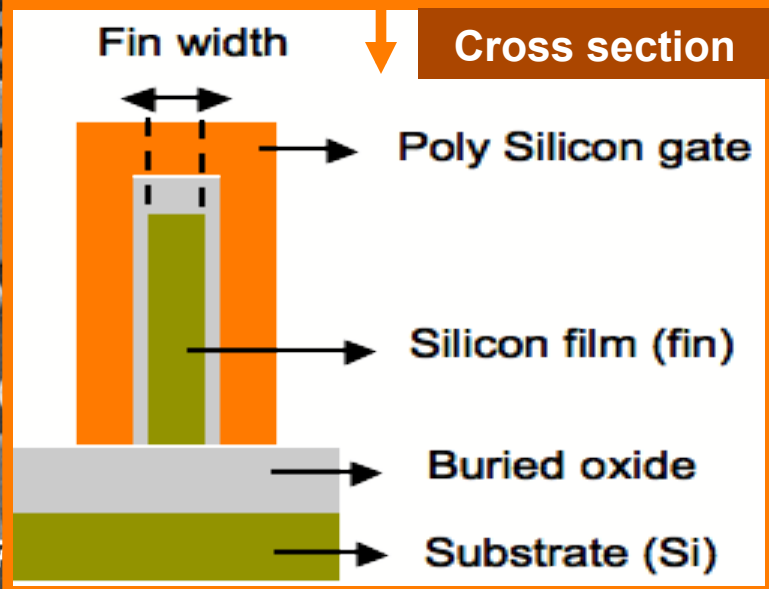 Fin width
Cross section
Poly Silicon gate
Silicon film (fin)
Buried oxide
Substrate (Si)